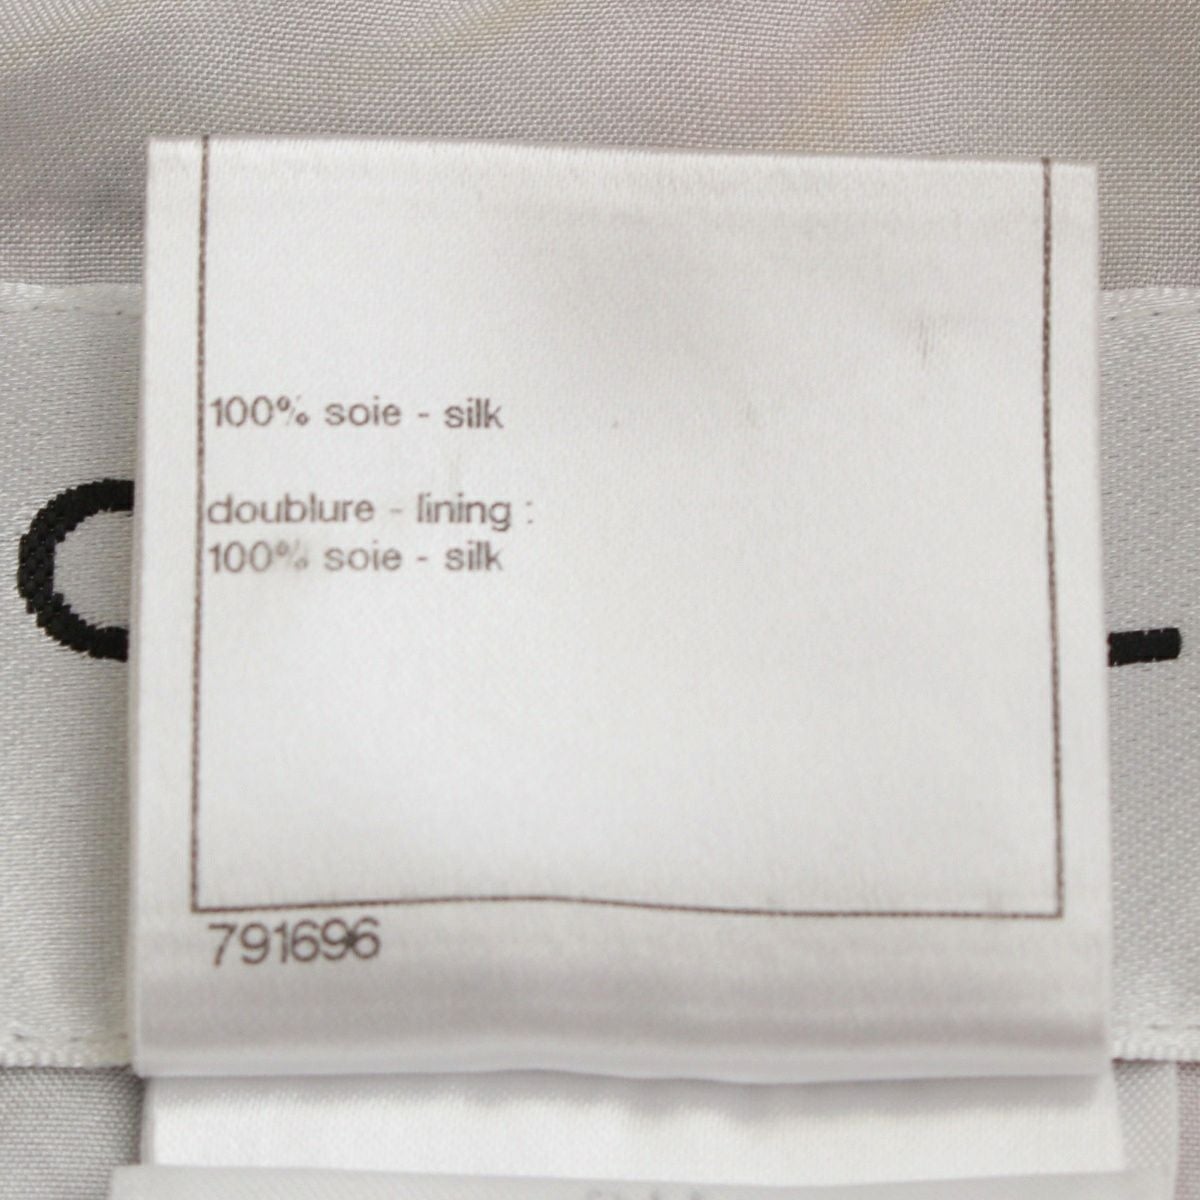 100% soie - silk
doublure - lining :
100% soie - silk
791696